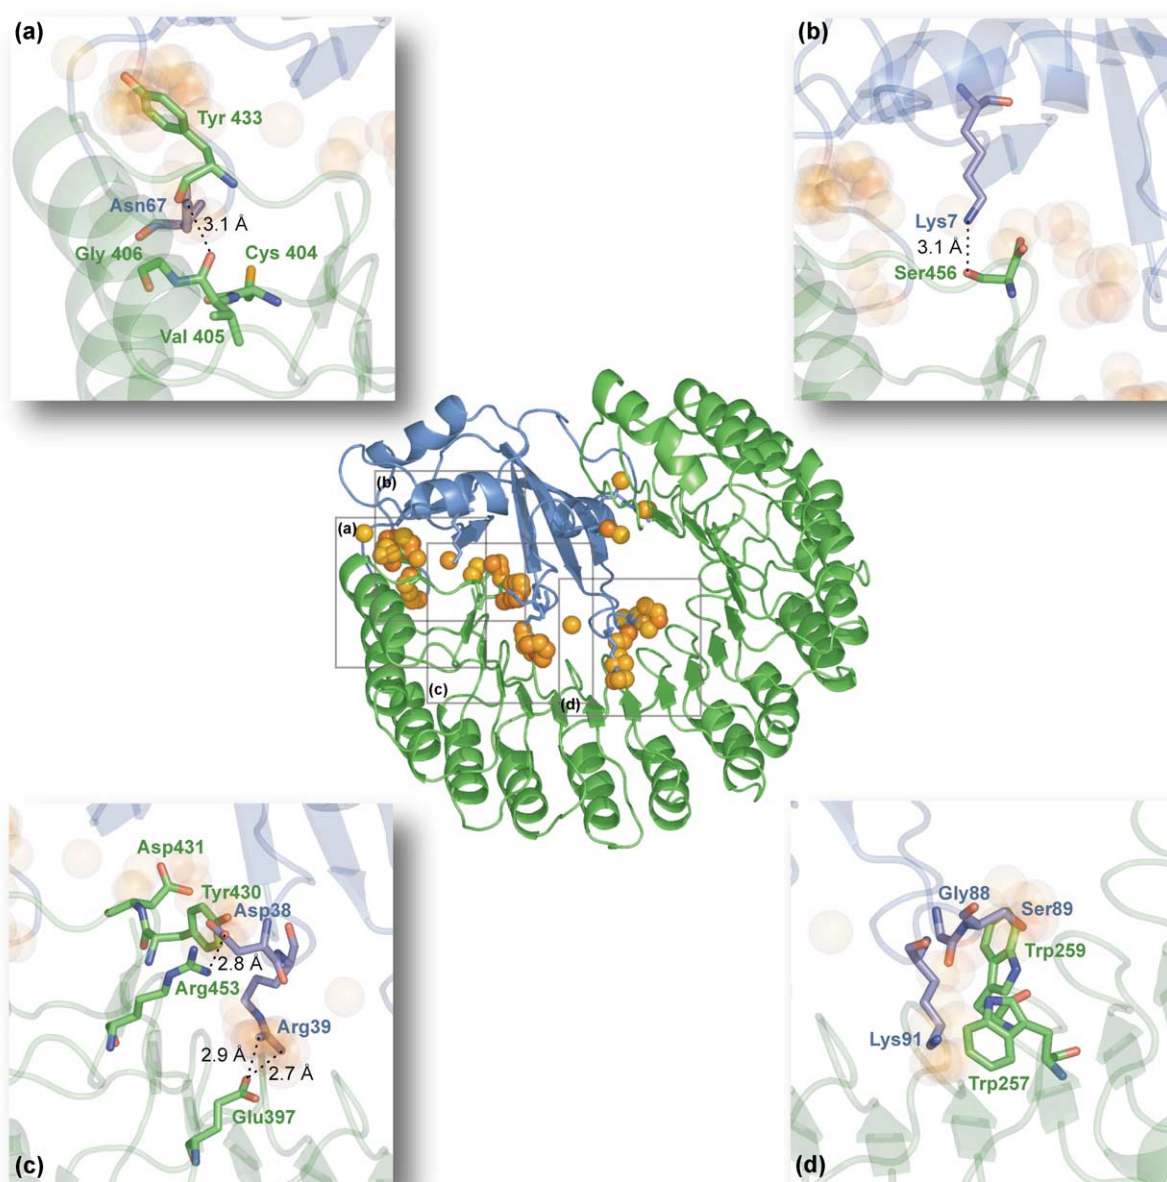 (a)
Tyr 433
Asn67
3.1 Å
Gly 406
Cys 404
Val 405
(b)
Lys7
3.1 Å
Ser456
(b)
(a)
(c)
(d)
Asp431
Tyr430
Asp38
2.8 Å
Arg453
Arg39
2.9 Å
2.7 Å
Glu397
(c)
Gly88
Ser89
Trp259
Lys91
Trp257
(d)